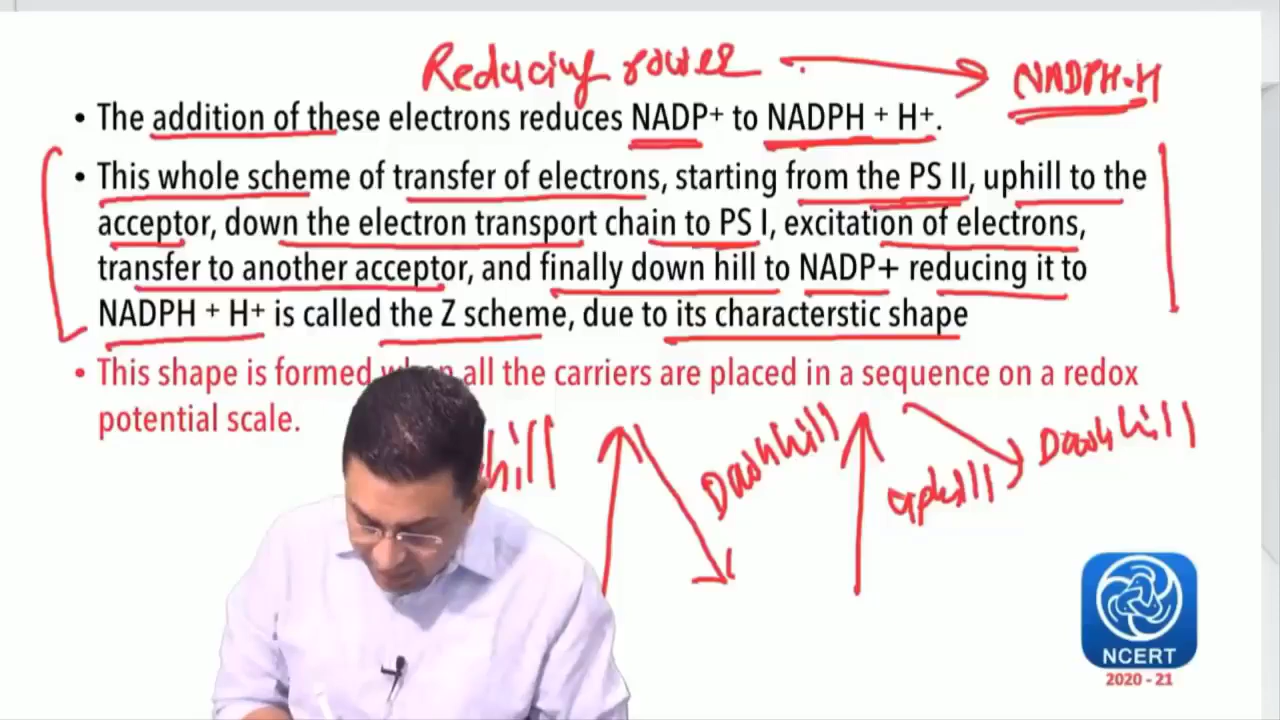 Reducing power NADPH+H
• The addition of these electrons reduces NADP+ to NADPH + H+.
• This whole scheme of transfer of electrons, starting from the PS II, uphill to the
acceptor, down the electron transport chain to PS I, excitation of electrons,
transfer to another acceptor, and finally down hill to NADP+ reducing it to
NADPH + H+ is called the Z scheme, due to its characterstic shape
• This shape is formed when all the carriers are placed in a sequence on a redox
potential scale.
hill Downhill uphill Downhill
NCERT
2020 - 21